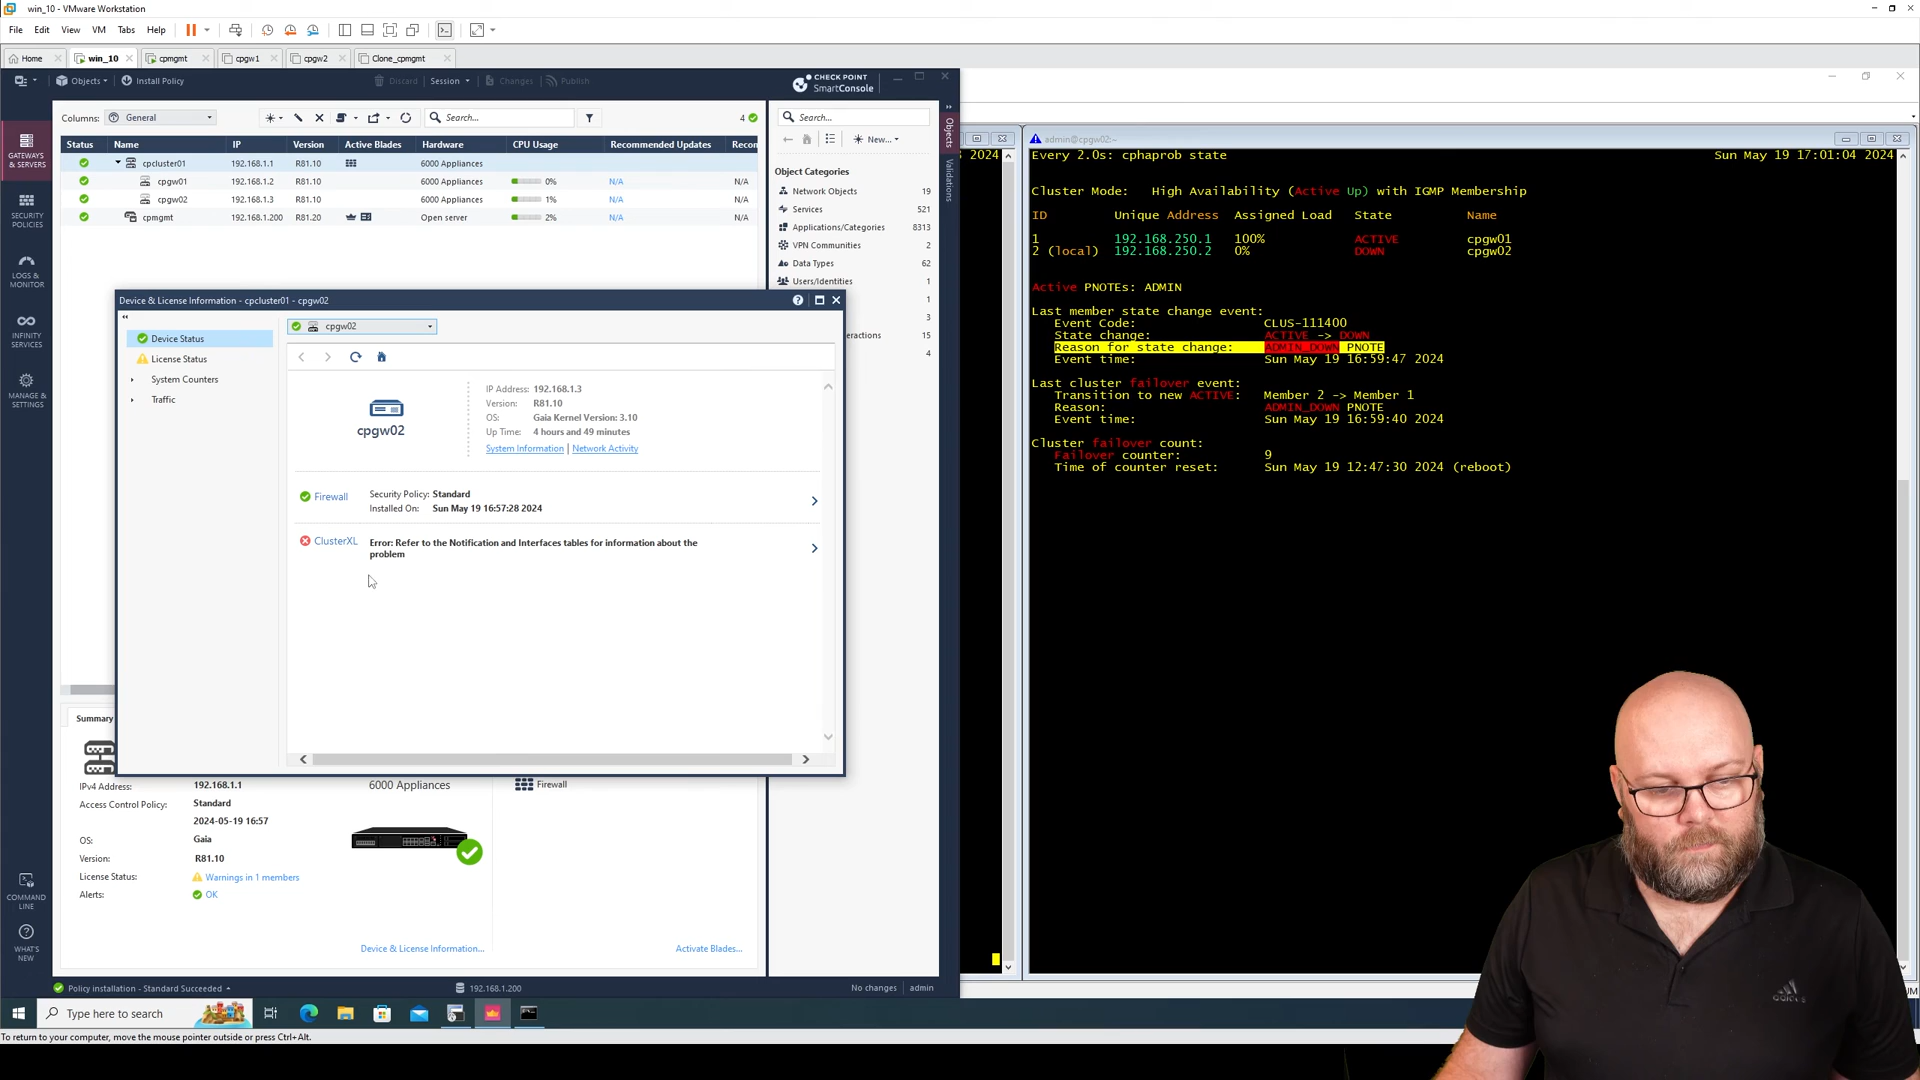 win_10 - VMware Workstation
File Edit View VM Tabs Help
Home win_10 cpmgmt cpgw1 cpgw2 Clone_cpmgmt
Objects Install Policy Discard Session Changes Publish CHECK POINT SmartConsole
GATEWAYS & SERVERS
SECURITY POLICIES
LOGS & MONITOR
INFINITY SERVICES
MANAGE & SETTINGS
COMMAND LINE
WHAT'S NEW
Columns: General Search... 4
Status Name IP Version Active Blades Hardware CPU Usage Recommended Updates Recon
cpcluster01 192.168.1.1 R81.10 6000 Appliances
cpgw01 192.168.1.2 R81.10 6000 Appliances 0% N/A N/A
cpgw02 192.168.1.3 R81.10 6000 Appliances 1% N/A N/A
cpmgmt 192.168.1.200 R81.20 Open server 2% N/A N/A
Search...
New...
Object Categories
Network Objects 19
Services 521
Applications/Categories 8313
VPN Communities 2
Data Types 62
Users/Identities 1
1
3
eractions 15
4
Objects
Validations
Device & License Information - cpcluster01 - cpgw02
Device Status
License Status
System Counters
Traffic
cpgw02
cpgw02
IP Address: 192.168.1.3
Version: R81.10
OS: Gaia Kernel Version: 3.10
Up Time: 4 hours and 49 minutes
System Information | Network Activity
Firewall Security Policy: Standard
Installed On: Sun May 19 16:57:28 2024
ClusterXL Error: Refer to the Notification and Interfaces tables for information about the
problem
Summary
IPv4 Address: 192.168.1.1
Access Control Policy: Standard
2024-05-19 16:57
OS: Gaia
Version: R81.10
License Status: Warnings in 1 members
Alerts: OK
6000 Appliances
Firewall
Device & License Information...
Activate Blades...
Policy installation - Standard Succeeded 192.168.1.200 No changes admin
Type here to search
To return to your computer, move the mouse pointer outside or press Ctrl+Alt.
2024
admin@cpgw02:~
Every 2.0s: cphaprob state Sun May 19 17:01:04 2024
Cluster Mode: High Availability (Active Up) with IGMP Membership
ID Unique Address Assigned Load State Name
1 192.168.250.1 100% ACTIVE cpgw01
2 (local) 192.168.250.2 0% DOWN cpgw02
Active PNOTEs: ADMIN
Last member state change event:
Event Code: CLUS-111400
State change: ACTIVE -> DOWN
Reason for state change: ADMIN_DOWN PNOTE
Event time: Sun May 19 16:59:47 2024
Last cluster failover event:
Transition to new ACTIVE: Member 2 -> Member 1
Reason: ADMIN_DOWN PNOTE
Event time: Sun May 19 16:59:40 2024
Cluster failover count:
Failover counter: 9
Time of counter reset: Sun May 19 12:47:30 2024 (reboot)
adidas